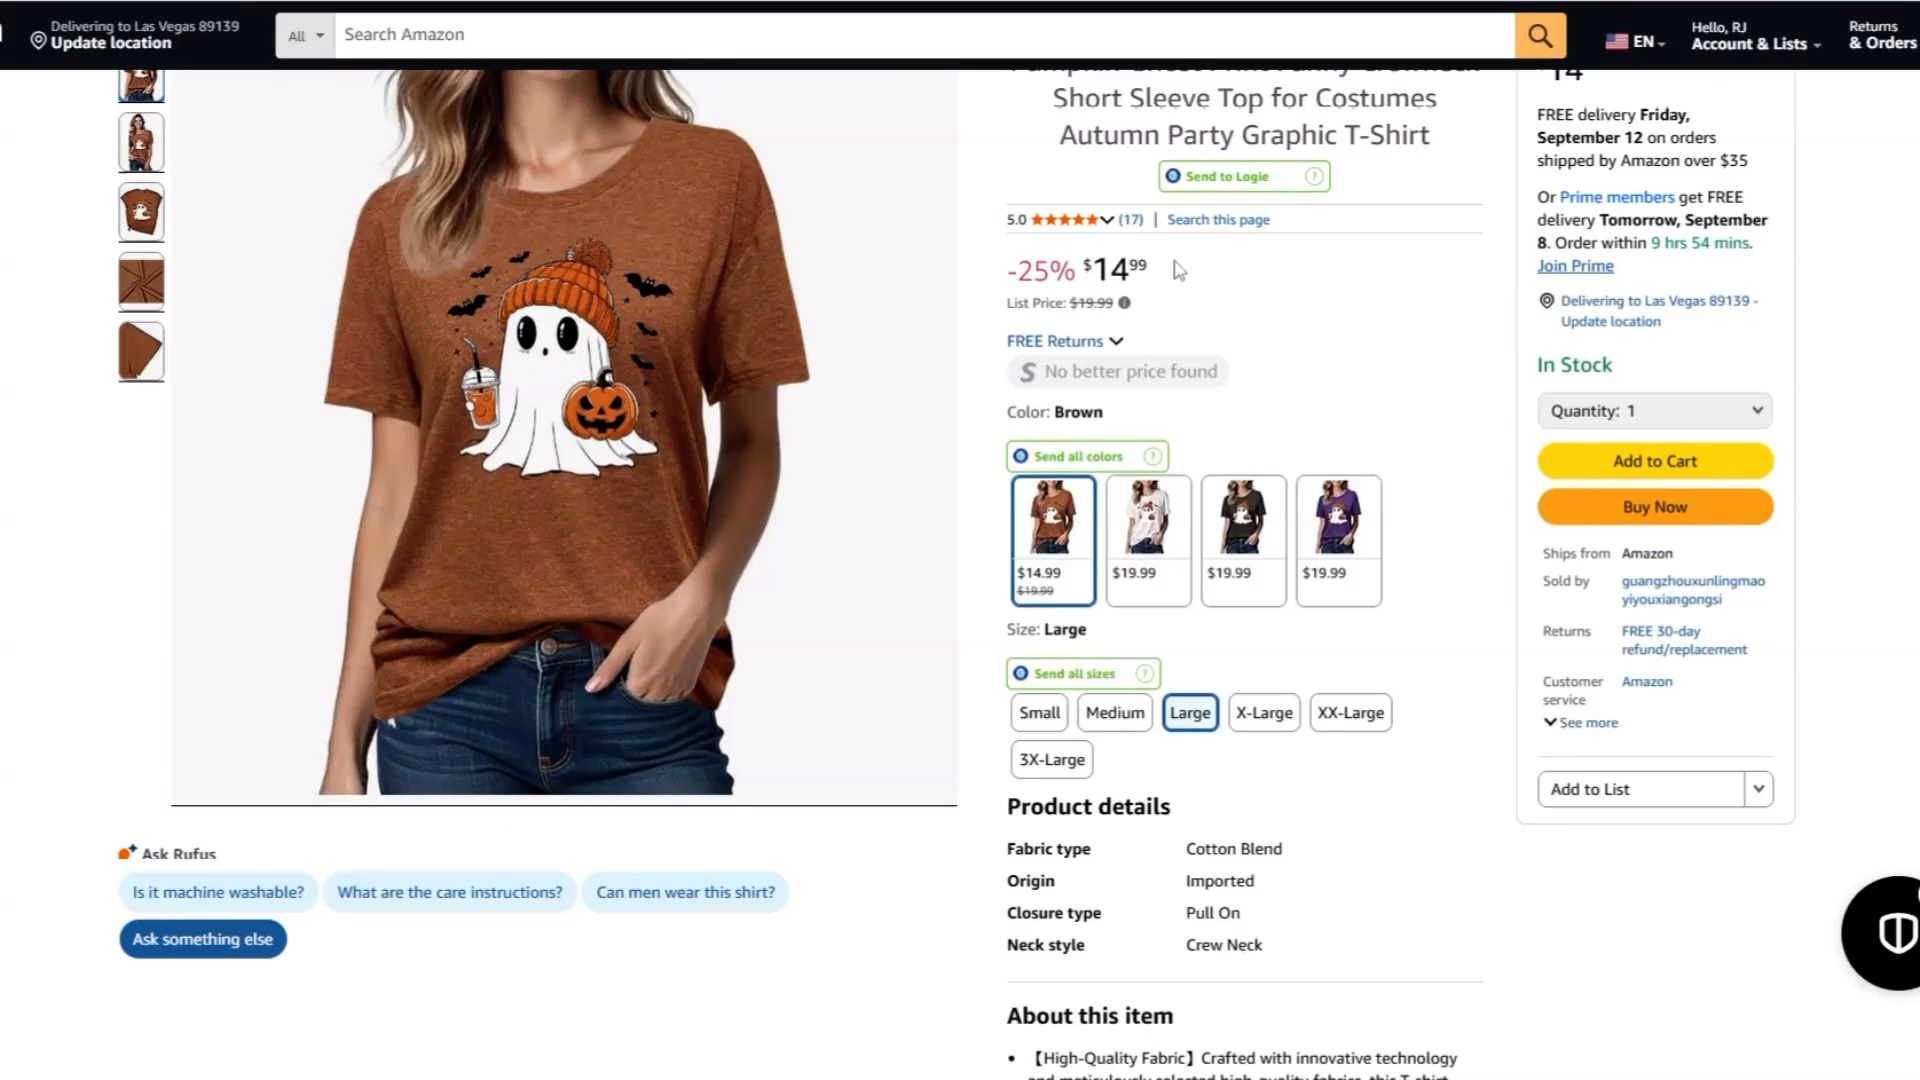 Delivering to Las Vegas 89139
Update location
All
Search Amazon
EN
Hello, RJ
Account & Lists
Returns
& Orders
Short Sleeve Top for Costumes
Autumn Party Graphic T-Shirt
Send to Logie ?
5.0 (17) | Search this page
-25% $14 99
List Price: $19.99
FREE Returns
S No better price found
Color: Brown
Send all colors ?
$14.99
$19.99
$19.99
$19.99
$19.99
Size: Large
Send all sizes ?
Small
Medium
Large
X-Large
XX-Large
3X-Large
Product details
Fabric type Cotton Blend
Origin Imported
Closure type Pull On
Neck style Crew Neck
About this item
• 【High-Quality Fabric】Crafted with innovative technology
and meticulously selected high-quality fabrics, this T-shirt
14
FREE delivery Friday,
September 12 on orders
shipped by Amazon over $35
Or Prime members get FREE
delivery Tomorrow, September
8. Order within 9 hrs 54 mins.
Join Prime
Delivering to Las Vegas 89139 -
Update location
In Stock
Quantity: 1
Add to Cart
Buy Now
Ships from Amazon
Sold by guangzhouxunlingmao
yiyouxiangongsi
Returns FREE 30-day
refund/replacement
Customer Amazon
service
See more
Add to List
Ask Rufus
Is it machine washable?
What are the care instructions?
Can men wear this shirt?
Ask something else